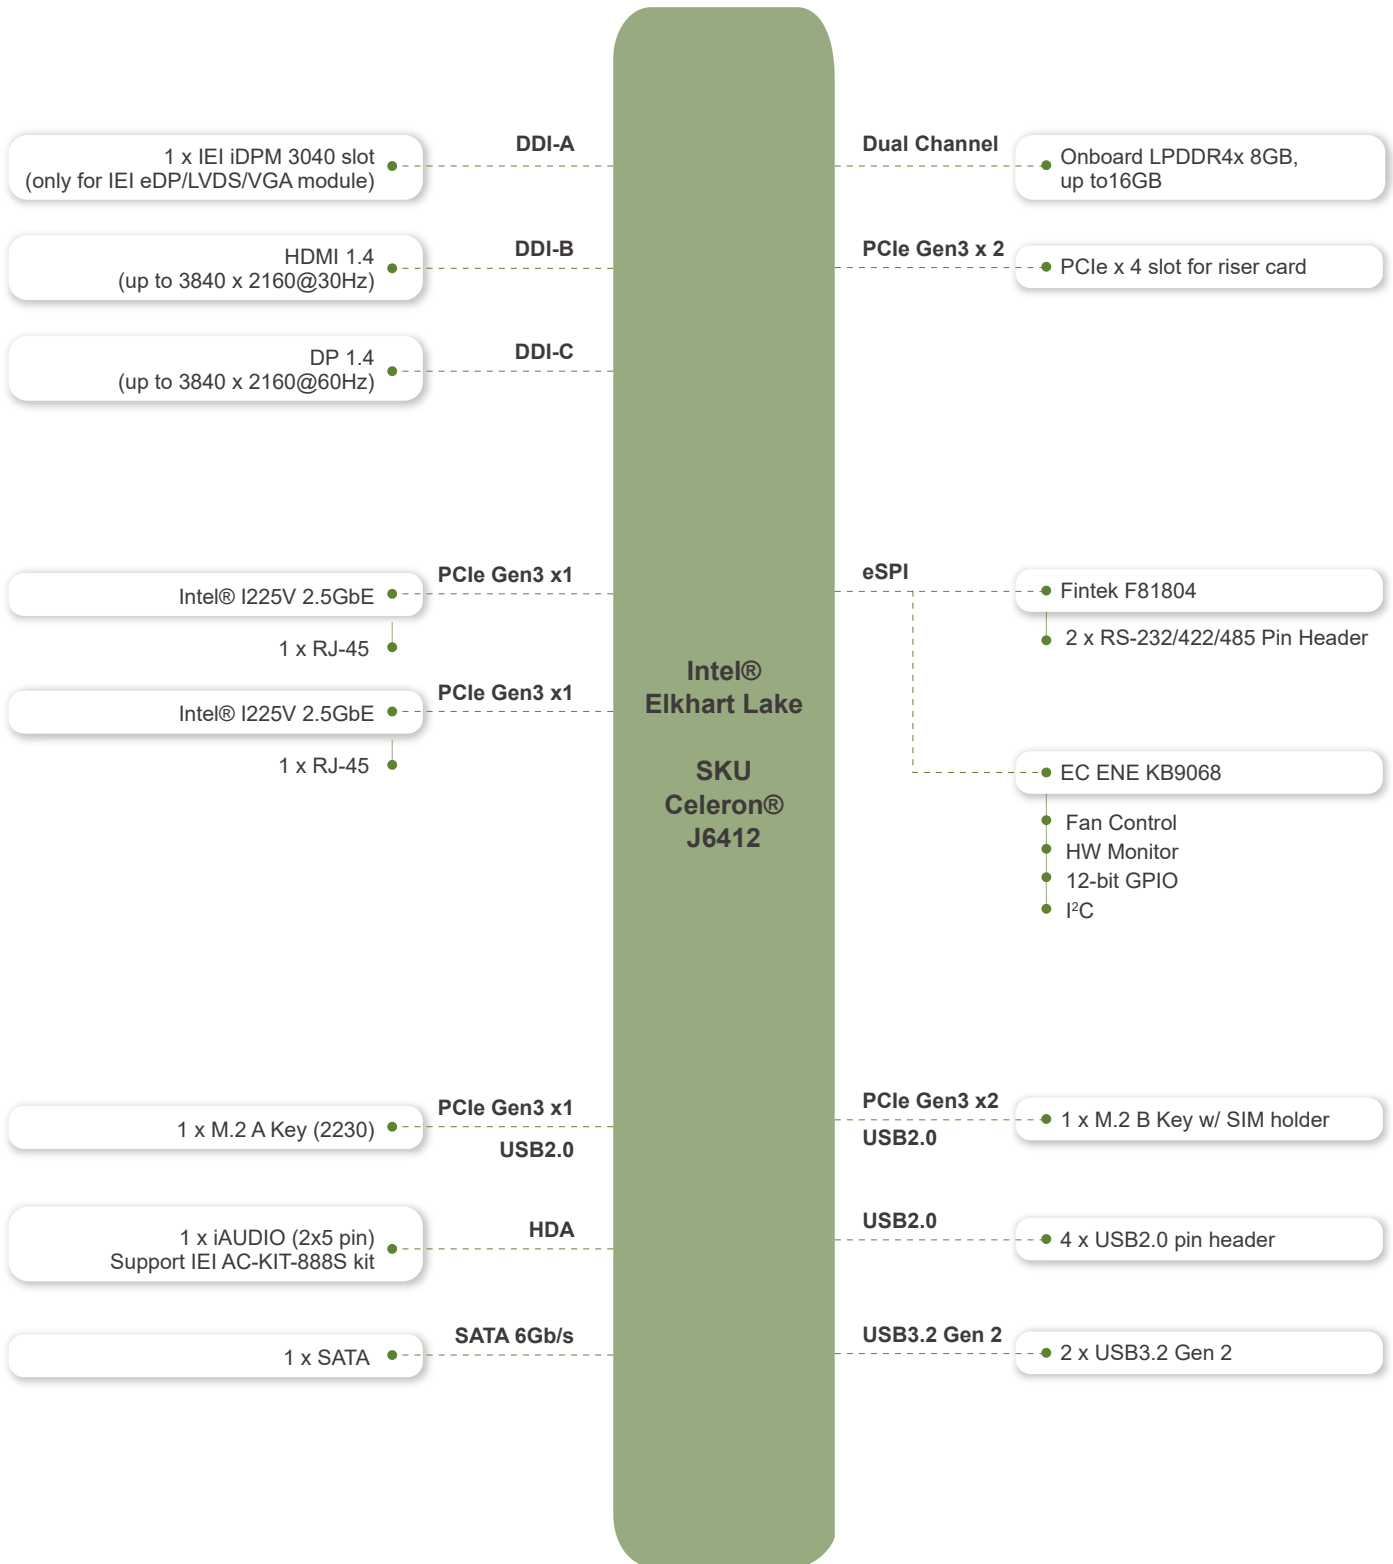 DDI-A
1 x IEI iDPM 3040 slot
(only for IEI eDP/LVDS/VGA module)
DDI-B
HDMI 1.4
(up to 3840 x 2160@30Hz)
DDI-C
DP 1.4
(up to 3840 x 2160@60Hz)
PCIe Gen3 x1
Intel® I225V 2.5GbE
1 x RJ-45
PCIe Gen3 x1
Intel® I225V 2.5GbE
1 x RJ-45
PCIe Gen3 x1
1 x M.2 A Key (2230)
USB2.0
HDA
1 x iAUDIO (2x5 pin)
Support IEI AC-KIT-888S kit
SATA 6Gb/s
1 x SATA
Intel®
Elkhart Lake
SKU
Celeron®
J6412
Dual Channel
Onboard LPDDR4x 8GB,
up to16GB
PCIe Gen3 x 2
PCIe x 4 slot for riser card
eSPI
Fintek F81804
2 x RS-232/422/485 Pin Header
EC ENE KB9068
Fan Control
HW Monitor
12-bit GPIO
I²C
PCIe Gen3 x2
1 x M.2 B Key w/ SIM holder
USB2.0
USB2.0
4 x USB2.0 pin header
USB3.2 Gen 2
2 x USB3.2 Gen 2